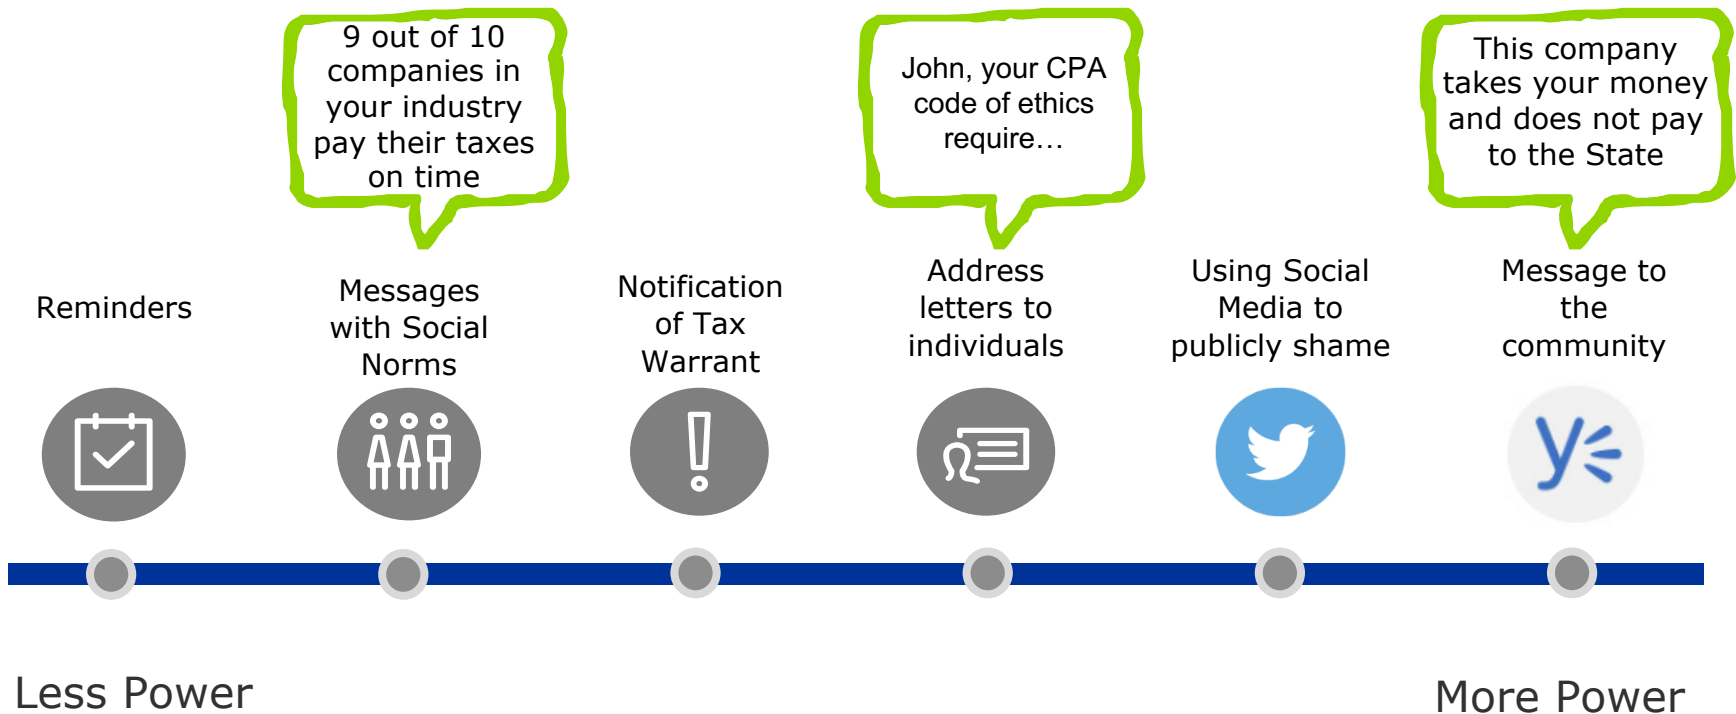 9 out of 10
companies in
your industry
pay their taxes
on time
John, your CPA
code of ethics
require…
This company
takes your money
and does not pay
to the State
Reminders
Messages
with Social
Norms
Notification
of Tax
Warrant
Address
letters to
individuals
Using Social
Media to
publicly shame
Message to
the
community
Less Power
More Power